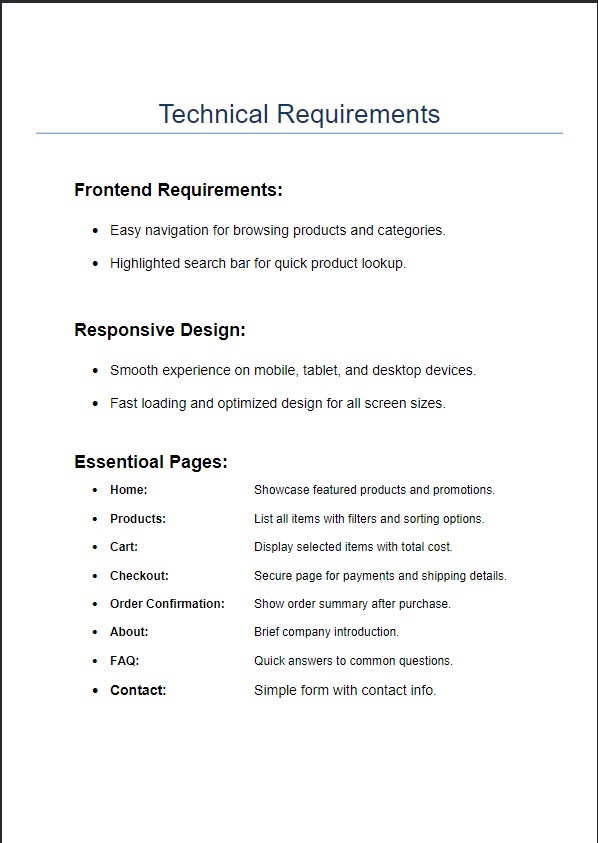 Technical Requirements
Frontend Requirements:
• Easy navigation for browsing products and categories.
• Highlighted search bar for quick product lookup.
Responsive Design:
• Smooth experience on mobile, tablet, and desktop devices.
• Fast loading and optimized design for all screen sizes.
Essentioal Pages:
• Home: Showcase featured products and promotions.
• Products: List all items with filters and sorting options.
• Cart: Display selected items with total cost.
• Checkout: Secure page for payments and shipping details.
• Order Confirmation: Show order summary after purchase.
• About: Brief company introduction.
• FAQ: Quick answers to common questions.
• Contact: Simple form with contact info.